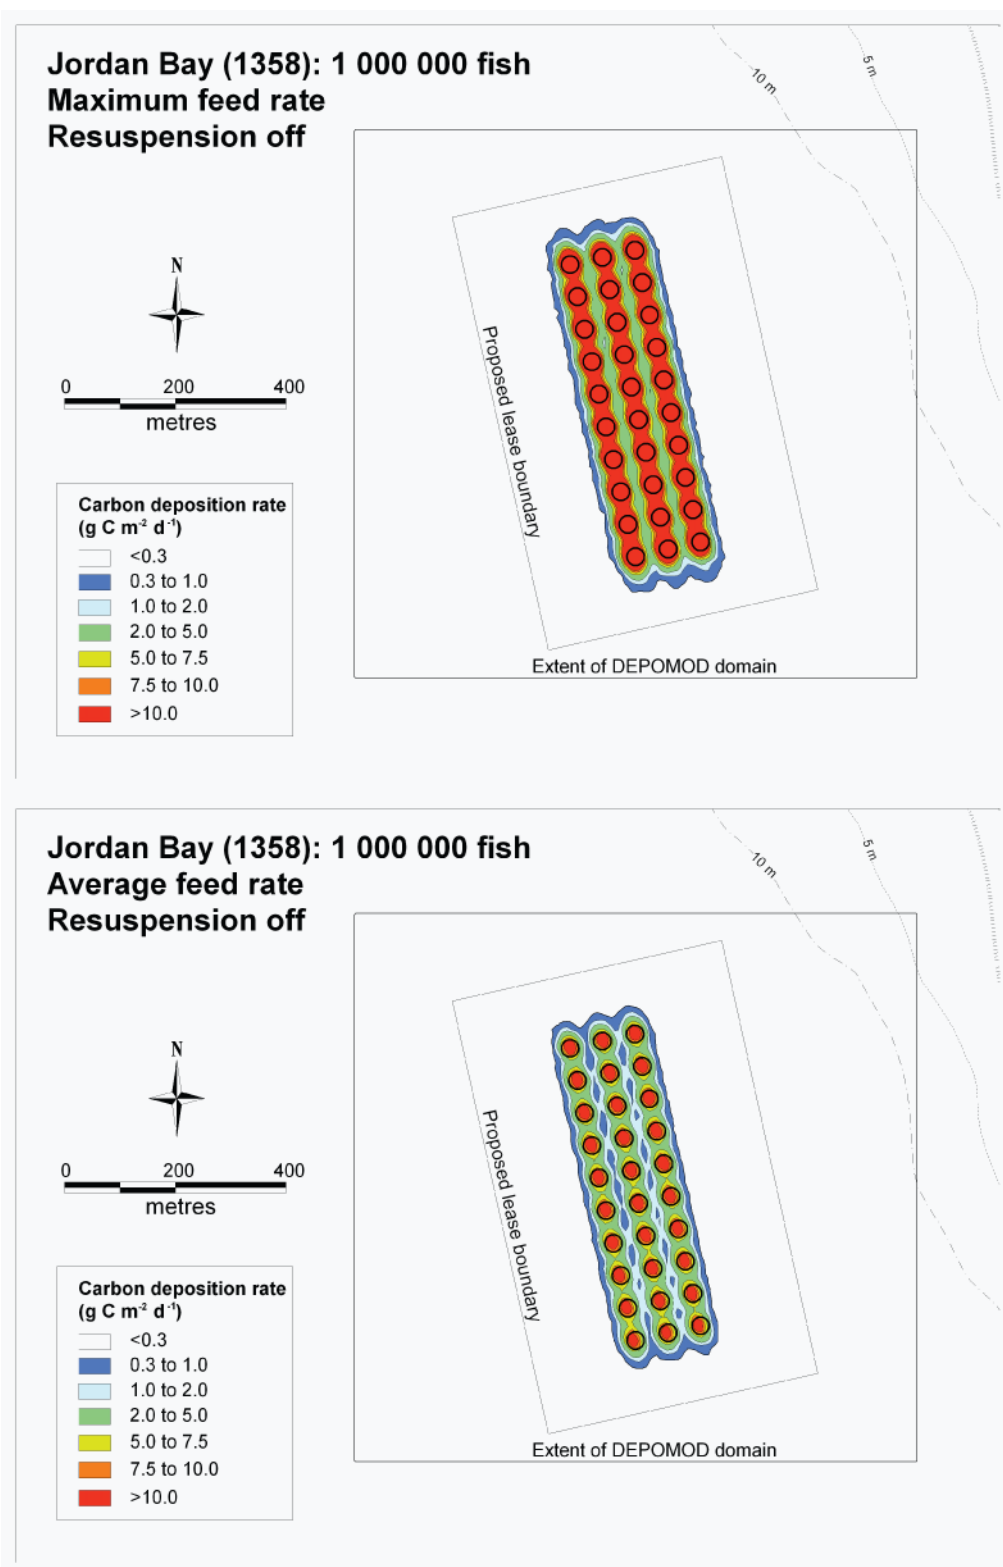 Jordan Bay (1358): 1 000 000 fish
Maximum feed rate
Resuspension off
10 m
5 m
N
0 200 400
metres
Proposed lease boundary
Carbon deposition rate
(g C m⁻² d⁻¹)
<0.3
0.3 to 1.0
1.0 to 2.0
2.0 to 5.0
5.0 to 7.5
7.5 to 10.0
>10.0
Extent of DEPOMOD domain
Jordan Bay (1358): 1 000 000 fish
Average feed rate
Resuspension off
10 m
5 m
N
0 200 400
metres
Proposed lease boundary
Carbon deposition rate
(g C m⁻² d⁻¹)
<0.3
0.3 to 1.0
1.0 to 2.0
2.0 to 5.0
5.0 to 7.5
7.5 to 10.0
>10.0
Extent of DEPOMOD domain